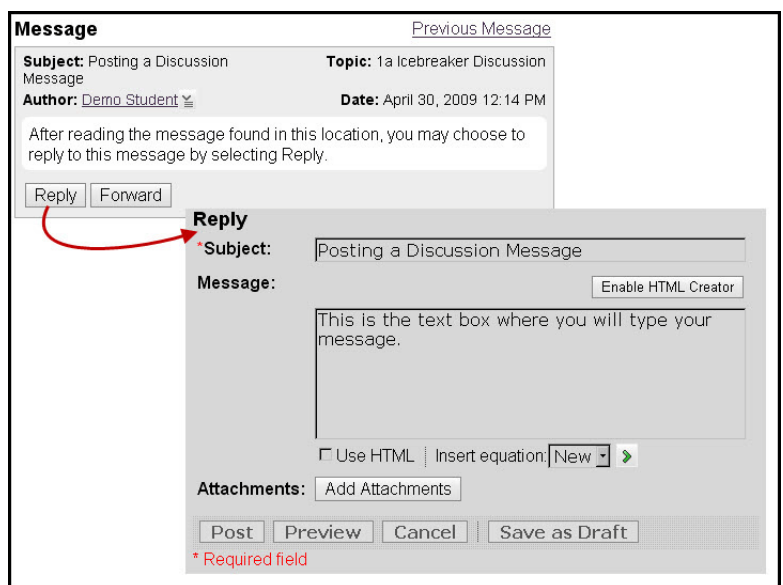 Message Previous Message
Subject: Posting a Discussion Topic: 1a Icebreaker Discussion
Message
Author: Demo Student Date: April 30, 2009 12:14 PM
After reading the message found in this location, you may choose to
reply to this message by selecting Reply.
Reply Forward
Reply
*Subject: Posting a Discussion Message
Message: Enable HTML Creator
This is the text box where you will type your
message.
Use HTML Insert equation: New
Attachments: Add Attachments
Post Preview Cancel Save as Draft
* Required field